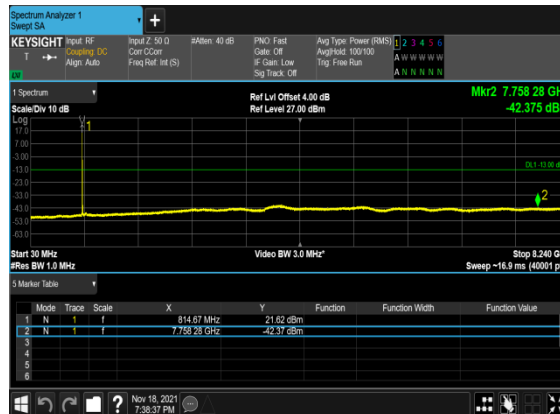 Spectrum Analyzer 1
Swept SA
+
KEYSIGHT
Input: RF
Coupling: DC
Align: Auto
Input Z: 50 Ω
Corr CCorr
Freq Ref: Int (S)
#Atten: 40 dB
PNO: Fast
Gate: Off
IF Gain: Low
Sig Track: Off
Avg Type: Power (RMS)
Avg|Hold: 100/100
Trig: Free Run
1 2 3 4 5 6
A W W W W W
A N N N N N
1 Spectrum
Scale/Div 10 dB
Ref Lvl Offset 4.00 dB
Ref Level 27.00 dBm
Mkr2 7.758 28 GH
-42.375 dB
Log
17.0
7.00
-3.00
-13.0
-23.0
-33.0
-43.0
-53.0
-63.0
1
DL1 -13.00 d
2
Start 30 MHz
#Res BW 1.0 MHz
Video BW 3.0 MHz*
Stop 8.240 G
Sweep ~16.9 ms (40001 p
5 Marker Table
Mode Trace Scale X Y Function Function Width Function Value
1 N 1 f 814.67 MHz 21.62 dBm
2 N 1 f 7.758 28 GHz -42.37 dBm
3
4
5
6
?
Nov 18, 2021
7:38:37 PM